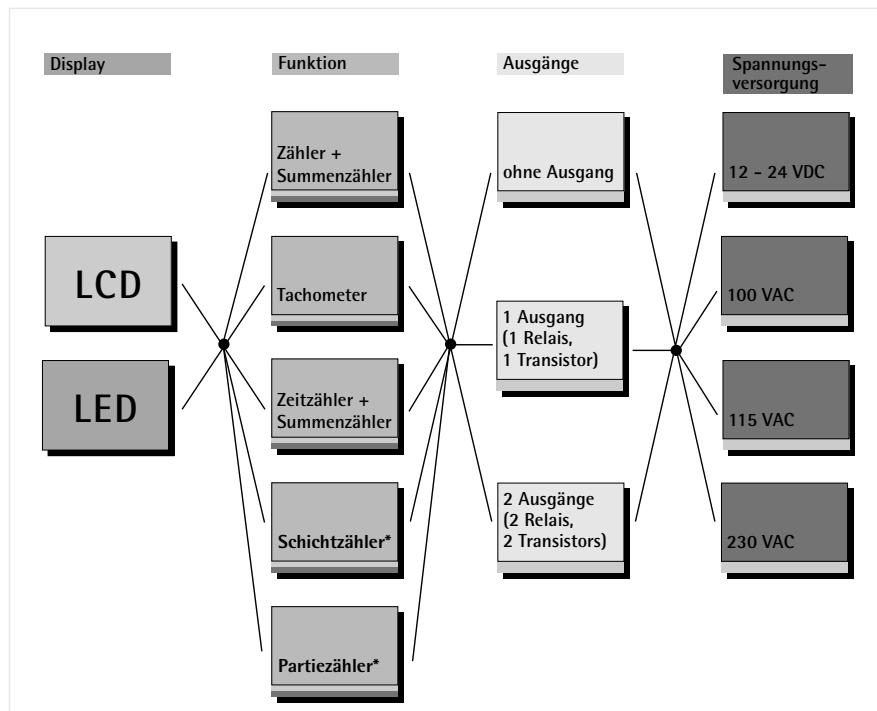 Display
Funktion
Ausgänge
Spannungs-
versorgung
LCD
LED
Zähler +
Summenzähler
Tachometer
Zeitzähler +
Summenzähler
Schichtzähler*
Partiezähler*
ohne Ausgang
1 Ausgang
(1 Relais,
1 Transistor)
2 Ausgänge
(2 Relais,
2 Transistors)
12 - 24 VDC
100 VAC
115 VAC
230 VAC